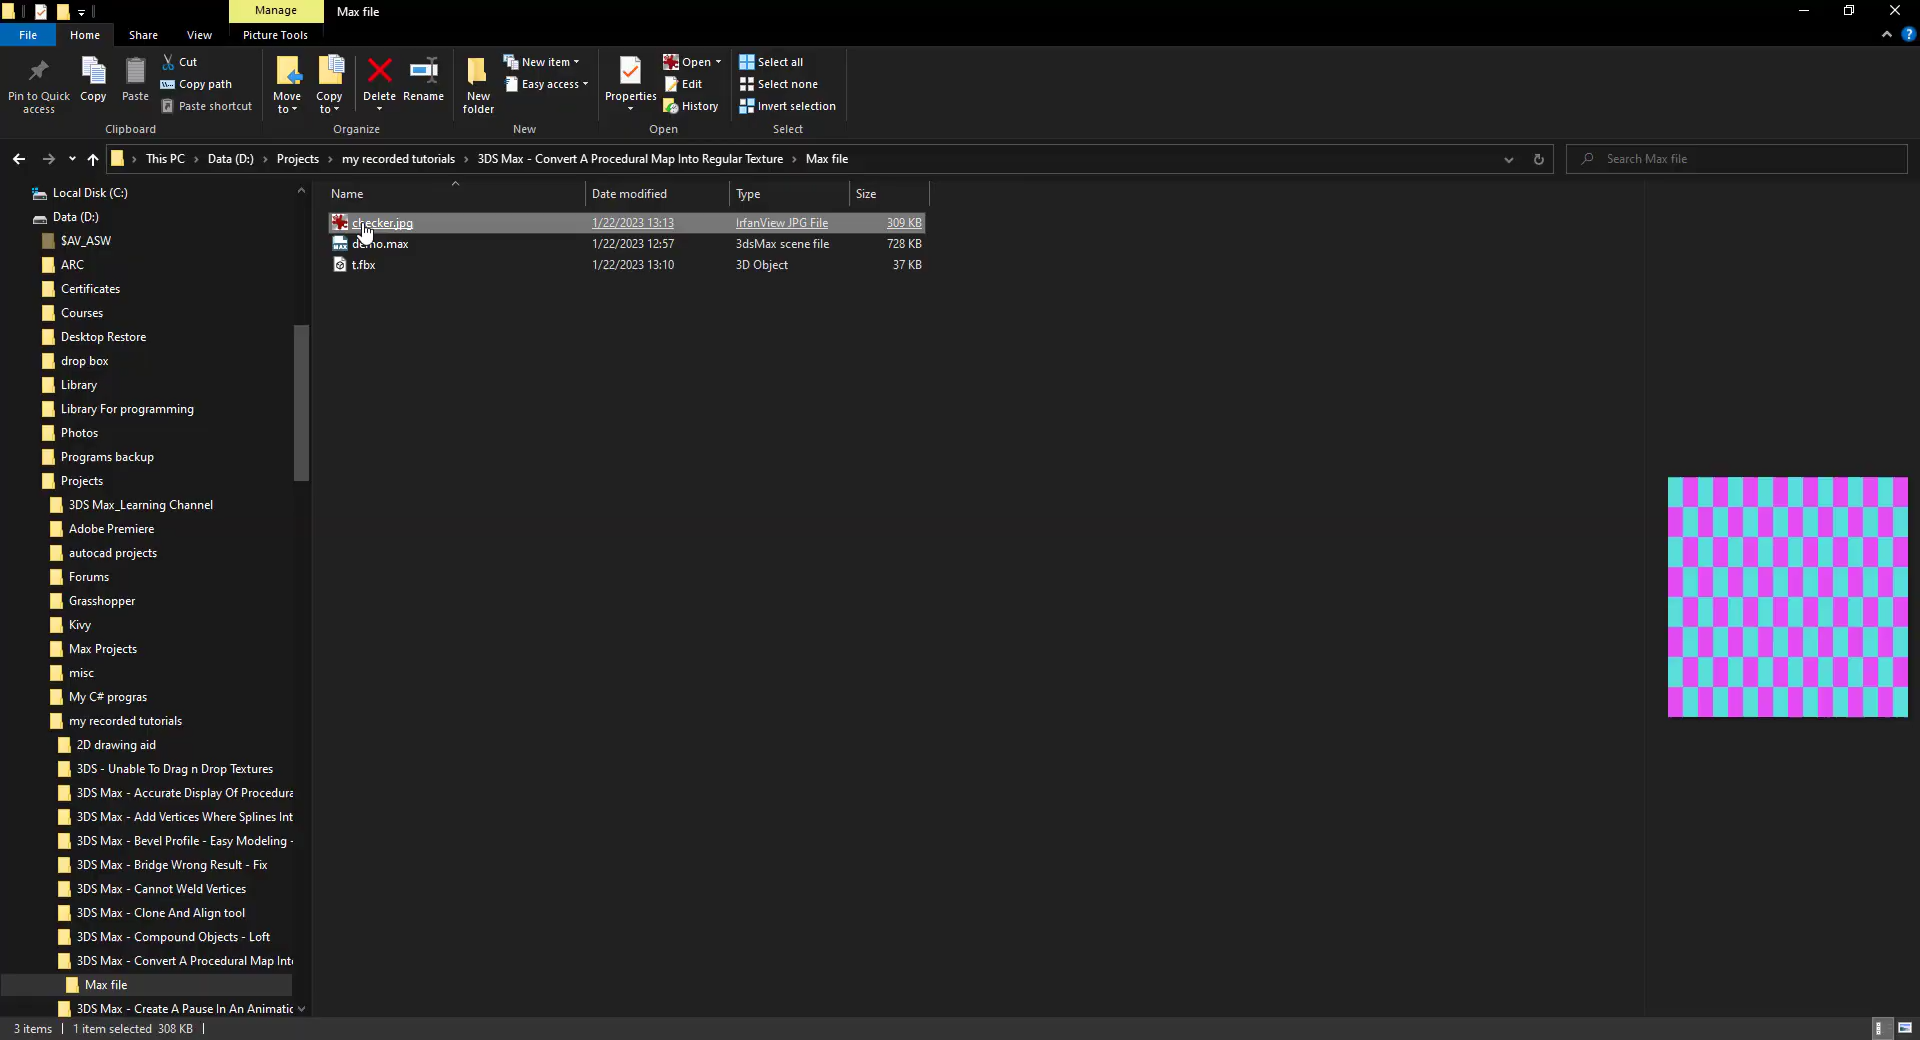 Manage
Max file
File
Home
Share
View
Picture Tools
Pin to Quick access
Copy
Paste
Cut
Copy path
Paste shortcut
Clipboard
Move to
Copy to
Delete
Rename
Organize
New folder
New item
Easy access
New
Properties
Open
Edit
History
Open
Select all
Select none
Invert selection
Select
This PC > Data (D:) > Projects > my recorded tutorials > 3DS Max - Convert A Procedural Map Into Regular Texture > Max file
Search Max file
Local Disk (C:)
Data (D:)
$AV_ASW
ARC
Certificates
Courses
Desktop Restore
drop box
Library
Library For programming
Photos
Programs backup
Projects
3DS Max_Learning Channel
Adobe Premiere
autocad projects
Forums
Grasshopper
Kivy
Max Projects
misc
My C# progras
my recorded tutorials
2D drawing aid
3DS - Unable To Drag n Drop Textures
3DS Max - Accurate Display Of Procedura
3DS Max - Add Vertices Where Splines Int
3DS Max - Bevel Profile - Easy Modeling -
3DS Max - Bridge Wrong Result - Fix
3DS Max - Cannot Weld Vertices
3DS Max - Clone And Align tool
3DS Max - Compound Objects - Loft
3DS Max - Convert A Procedural Map Into
Max file
3DS Max - Create A Pause In An Animatic
Name Date modified Type Size
checker.jpg 1/22/2023 13:13 IrfanView JPG File 309 KB
demo.max 1/22/2023 12:57 3dsMax scene file 728 KB
t.fbx 1/22/2023 13:10 3D Object 37 KB
3 items
1 item selected 308 KB